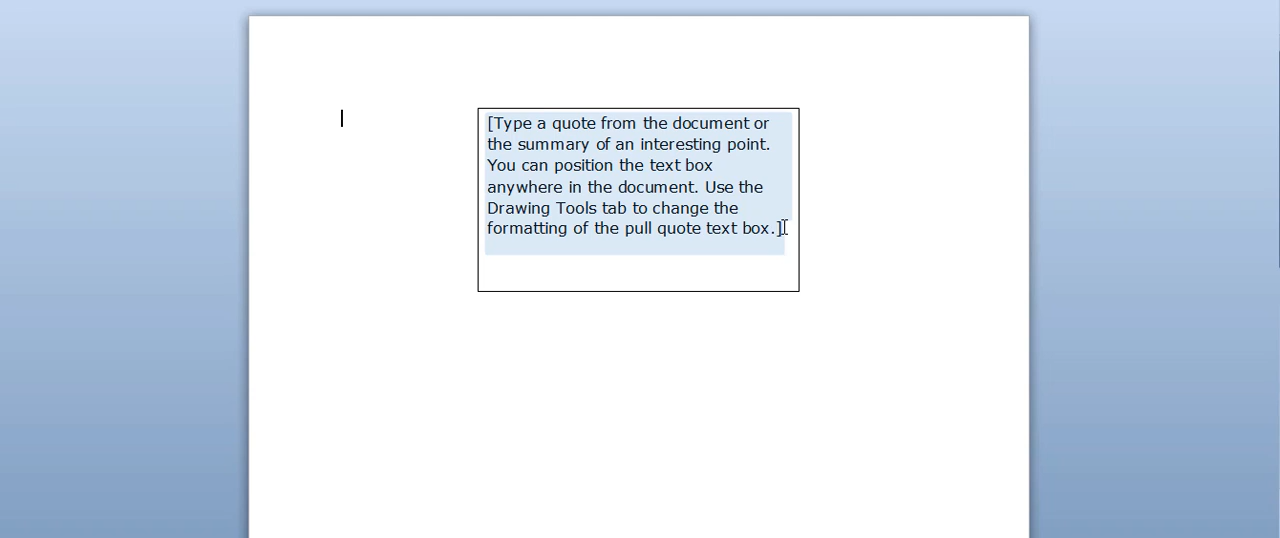 [Type a quote from the document or
the summary of an interesting point.
You can position the text box
anywhere in the document. Use the
Drawing Tools tab to change the
formatting of the pull quote text box.]